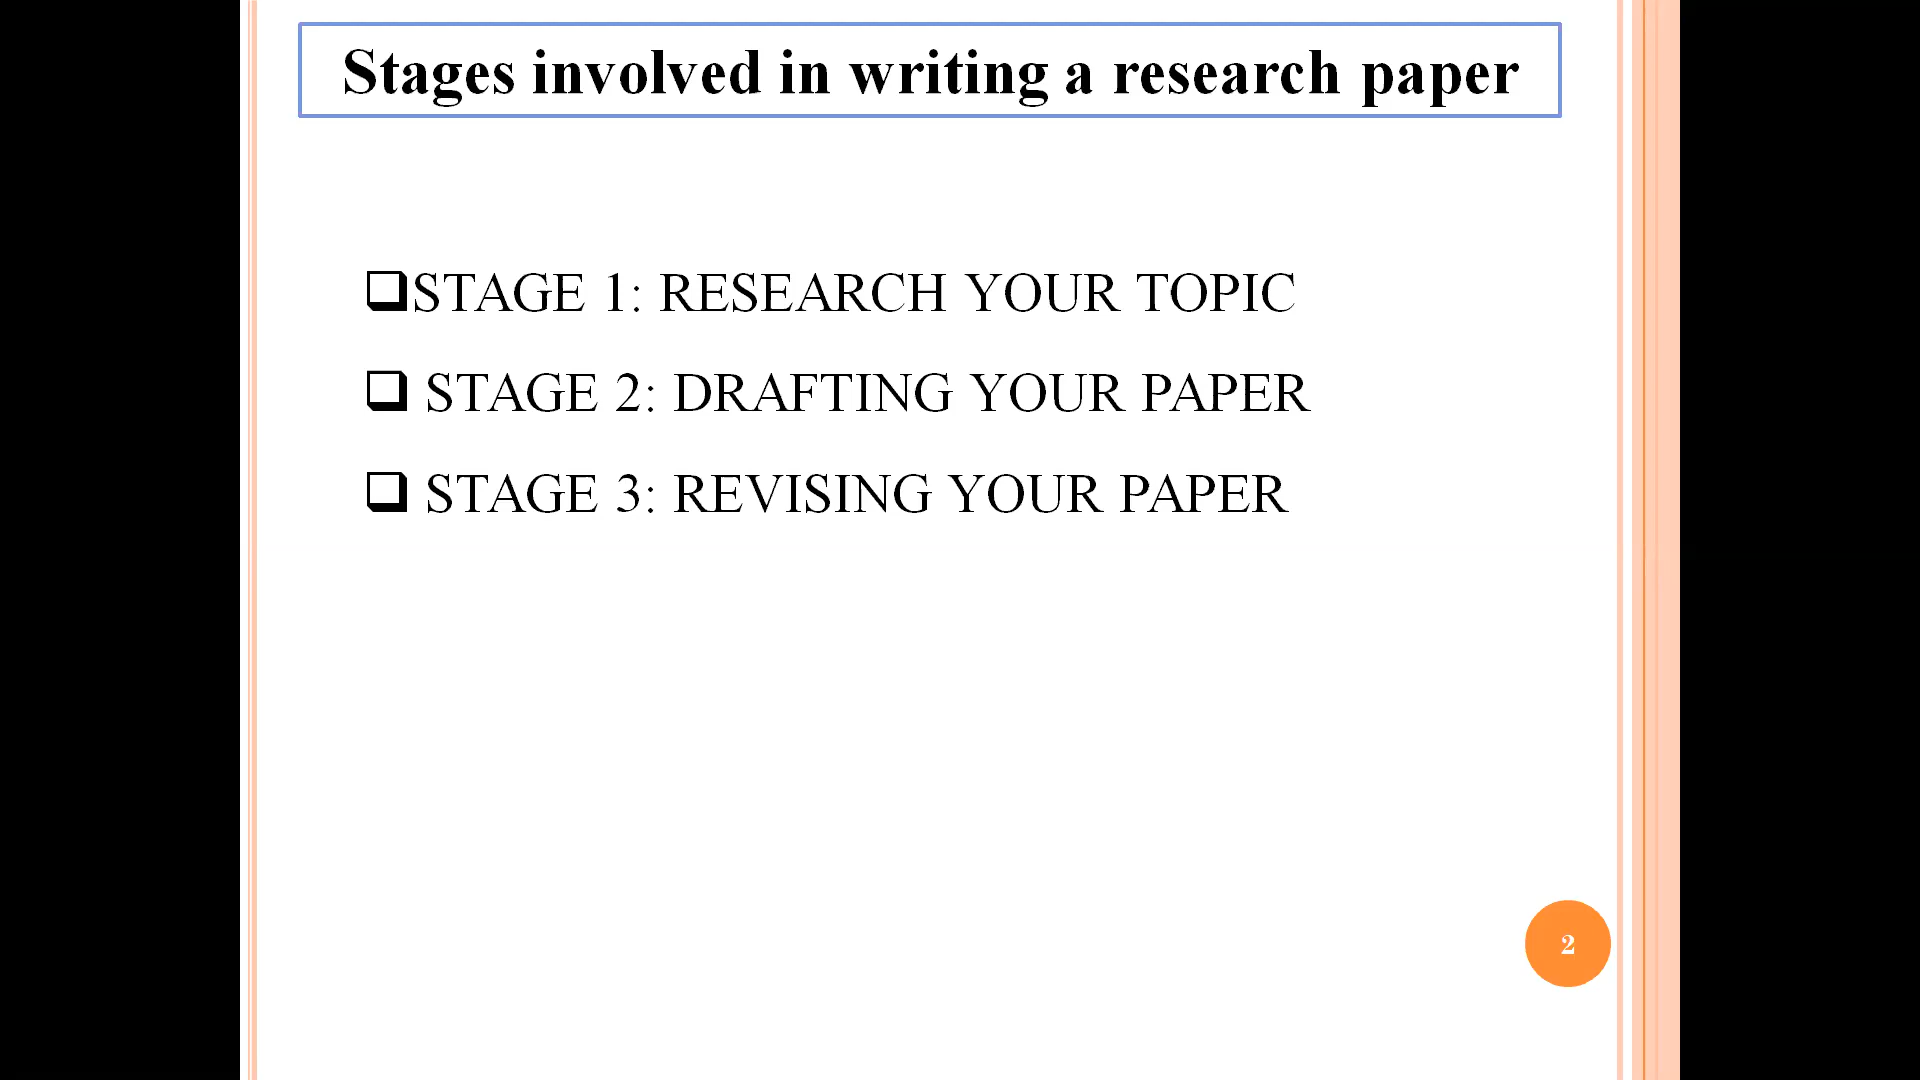 Stages involved in writing a research paper
❑STAGE 1: RESEARCH YOUR TOPIC
❑ STAGE 2: DRAFTING YOUR PAPER
❑ STAGE 3: REVISING YOUR PAPER
2